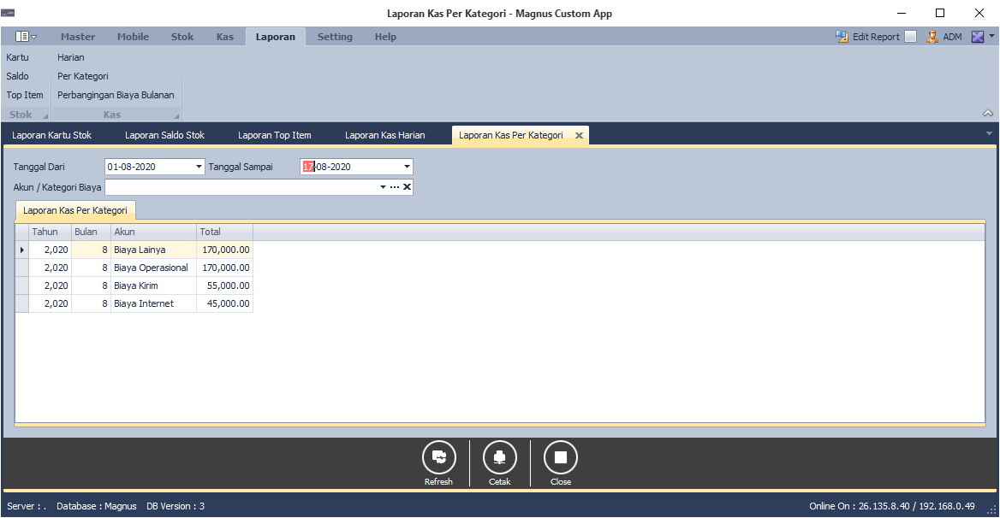 Laporan Kas Per Kategori - Magnus Custom App
Master Mobile Stok Kas Laporan Setting Help Edit Report ADM
Kartu Harian
Saldo Per Kategori
Top Item Perbangingan Biaya Bulanan
Stok Kas
Laporan Kartu Stok Laporan Saldo Stok Laporan Top Item Laporan Kas Harian Laporan Kas Per Kategori
Tanggal Dari 01-08-2020 Tanggal Sampai 17-08-2020
Akun / Kategori Biaya
Laporan Kas Per Kategori
Tahun Bulan Akun Total
2,020 8 Biaya Lainya 170,000.00
2,020 8 Biaya Operasional 170,000.00
2,020 8 Biaya Kirim 55,000.00
2,020 8 Biaya Internet 45,000.00
Refresh Cetak Close
Server : . Database : Magnus DB Version : 3 Online On : 26.135.8.40 / 192.168.0.49